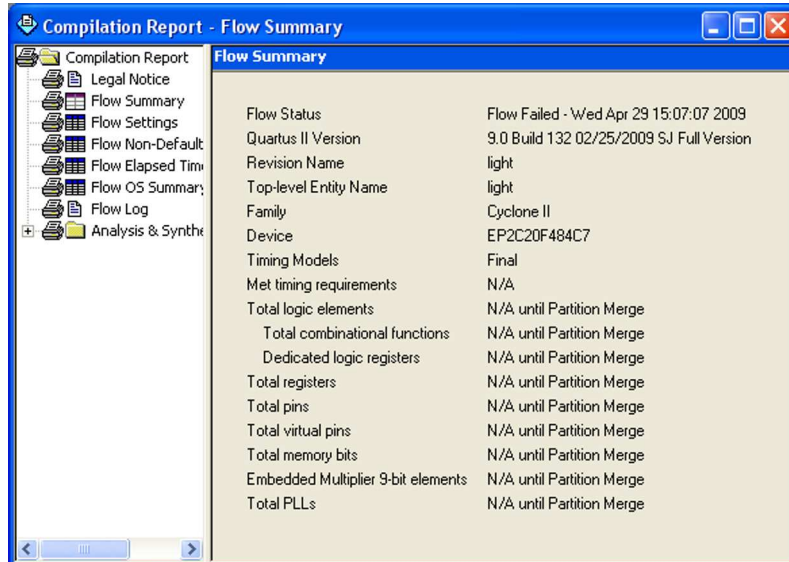 Compilation Report - Flow Summary
Compilation Report
Legal Notice
Flow Summary
Flow Settings
Flow Non-Default
Flow Elapsed Tim
Flow OS Summary
Flow Log
Analysis & Synthe
Flow Summary
Flow Status Flow Failed - Wed Apr 29 15:07:07 2009
Quartus II Version 9.0 Build 132 02/25/2009 SJ Full Version
Revision Name light
Top-level Entity Name light
Family Cyclone II
Device EP2C20F484C7
Timing Models Final
Met timing requirements N/A
Total logic elements N/A until Partition Merge
Total combinational functions N/A until Partition Merge
Dedicated logic registers N/A until Partition Merge
Total registers N/A until Partition Merge
Total pins N/A until Partition Merge
Total virtual pins N/A until Partition Merge
Total memory bits N/A until Partition Merge
Embedded Multiplier 9-bit elements N/A until Partition Merge
Total PLLs N/A until Partition Merge